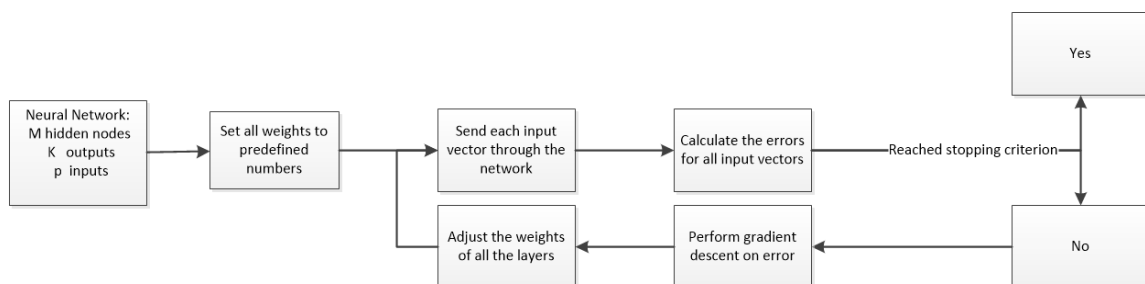 Neural Network:
M hidden nodes
K outputs
p inputs
Set all weights to
predefined
numbers
Send each input
vector through the
network
Calculate the errors
for all input vectors
Reached stopping criterion
Yes
No
Perform gradient
descent on error
Adjust the weights
of all the layers